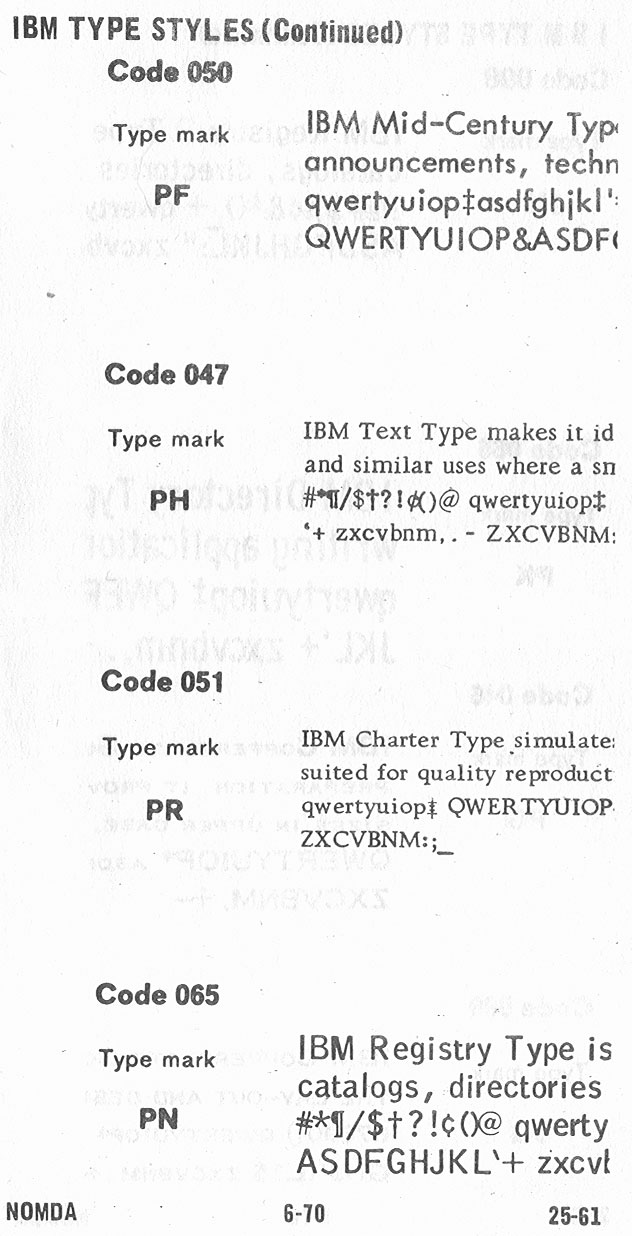 IBM TYPE STYLES (Continued)
Code 050
Type mark
PF
IBM Mid-Century Type
announcements, techn
qwertyuiop‡asdfghjkl'
QWERTYUIOP&ASDF
Code 047
Type mark
PH
IBM Text Type makes it id
and similar uses where a sm
#*¶/$†?!¢()@ qwertyuiop‡
‘+ zxcvbnm,.- ZXCVBNM:
Code 051
Type mark
PR
IBM Charter Type simulate
suited for quality reproduct
qwertyuiop‡ QWERTYUIOP
ZXCVBNM:;_
Code 065
Type mark
PN
IBM Registry Type is
catalogs, directories
#*¶/$†?!¢()@ qwerty
ASDFGHJKL‘+ zxcvb
NOMDA 6-70 25-61